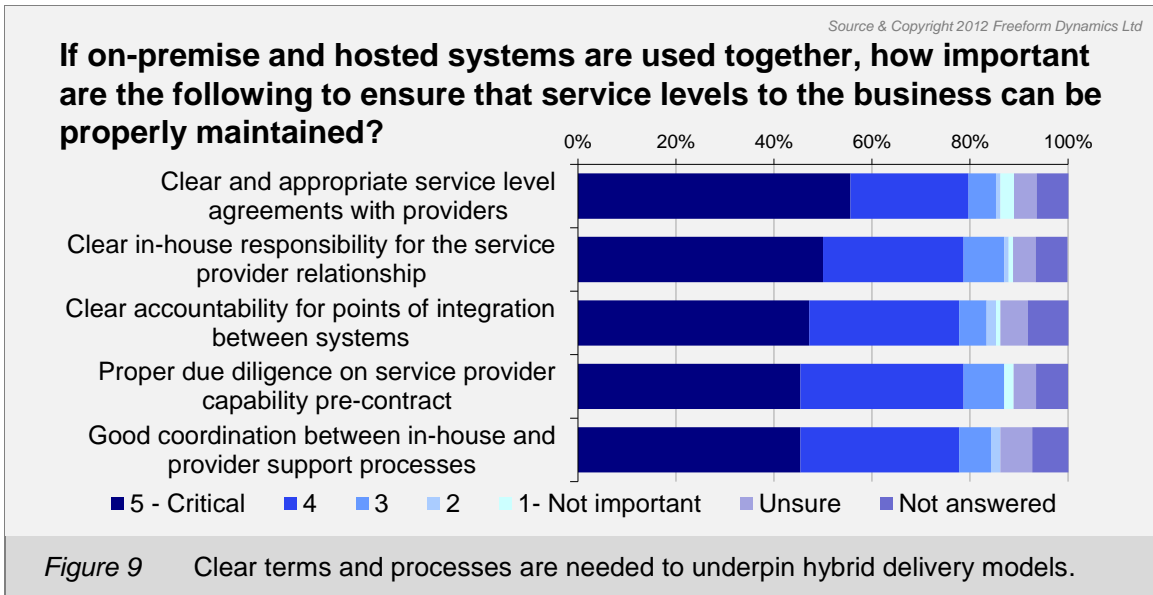 Source & Copyright 2012 Freeform Dynamics Ltd
If on-premise and hosted systems are used together, how important
are the following to ensure that service levels to the business can be
properly maintained?
0% 20% 40% 60% 80% 100%
Clear and appropriate service level
agreements with providers
Clear in-house responsibility for the service
provider relationship
Clear accountability for points of integration
between systems
Proper due diligence on service provider
capability pre-contract
Good coordination between in-house and
provider support processes
5 - Critical 4 3 2 1- Not important Unsure Not answered
Figure 9 Clear terms and processes are needed to underpin hybrid delivery models.